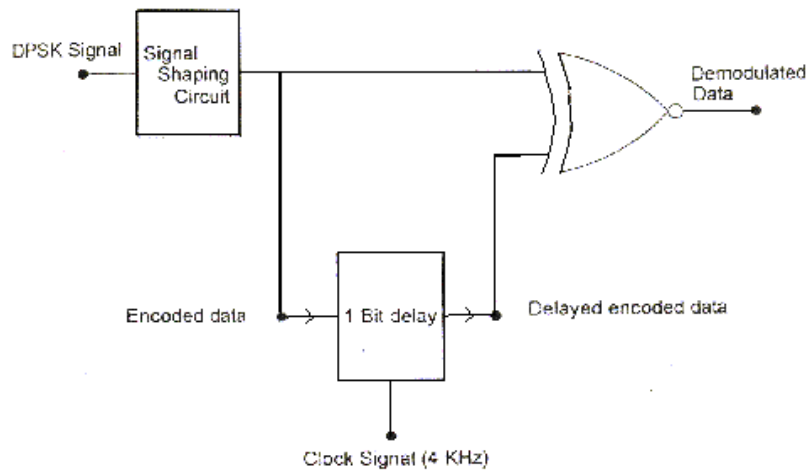 DPSK Signal
Signal
Shaping
Circuit
Demodulated
Data
Encoded data
1 Bit delay
Delayed encoded data
Clock Signal (4 KHz)